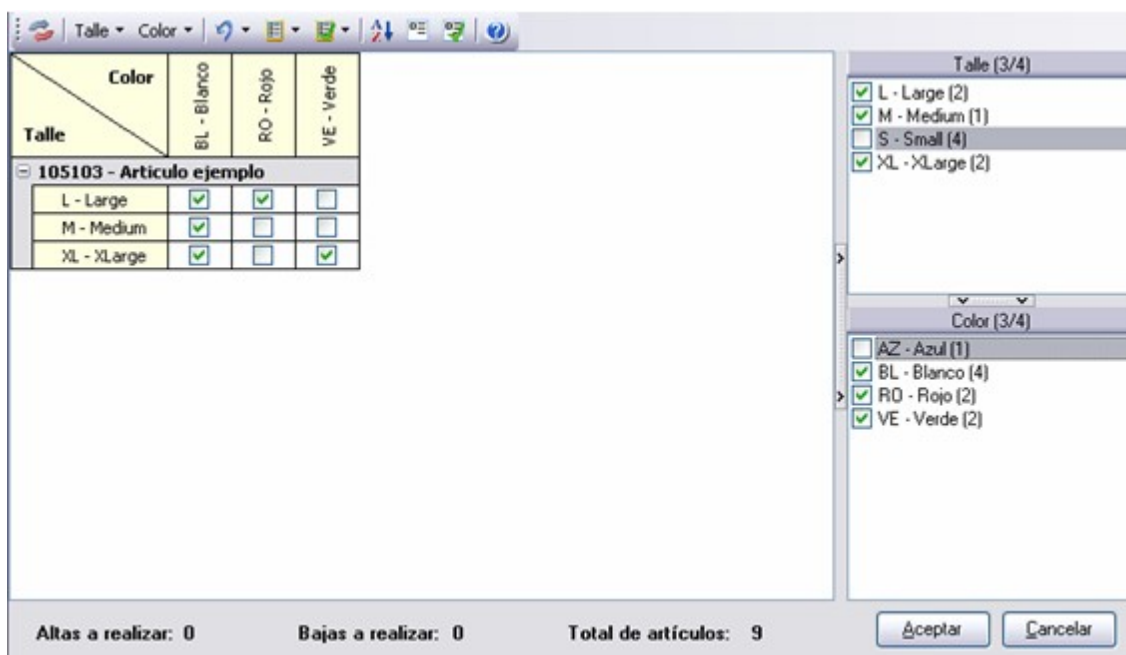 Talle Color
Color
Talle
BL - Blanco
RO - Rojo
VE - Verde
105103 - Articulo ejemplo
L - Large
M - Medium
XL - XLarge
Talle (3/4)
L - Large (2)
M - Medium (1)
S - Small (4)
XL - XLarge (2)
Color (3/4)
AZ - Azul (1)
BL - Blanco (4)
RO - Rojo (2)
VE - Verde (2)
Altas a realizar: 0 Bajas a realizar: 0 Total de artículos: 9
Aceptar Cancelar